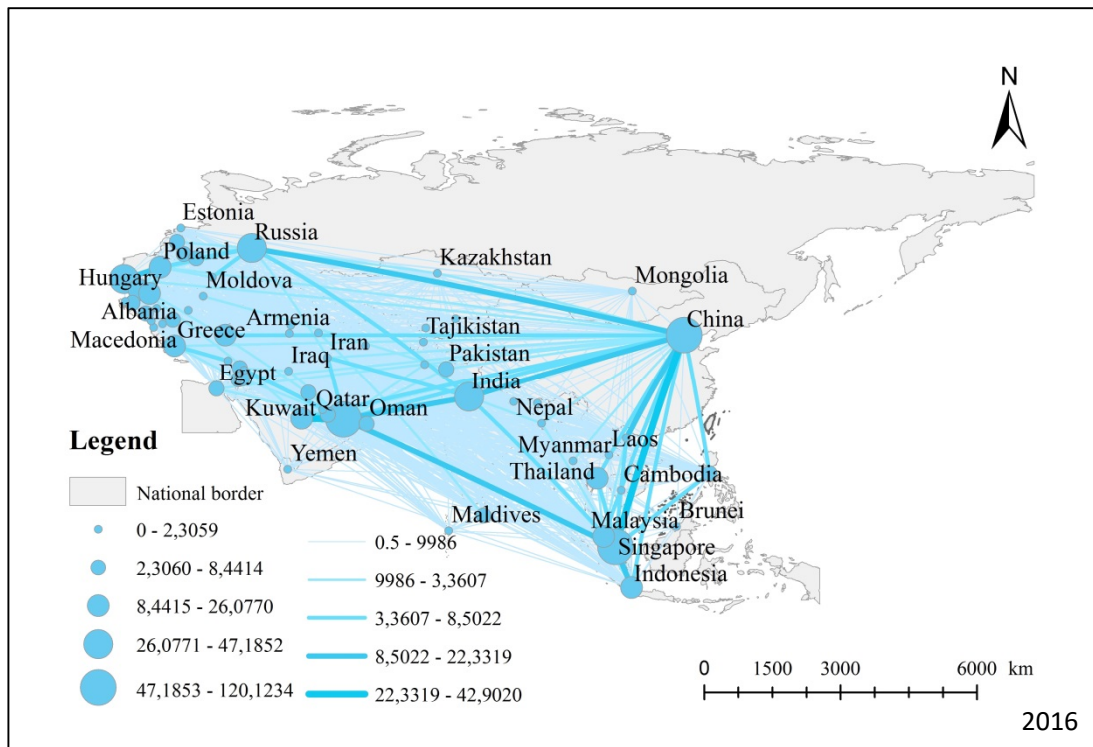 N
Estonia
Russia
Poland
Kazakhstan
Mongolia
Hungary
Moldova
Albania
Armenia
Tajikistan
China
Macedonia
Greece
Iran
Iraq
Pakistan
Egypt
India
Kuwait
Qatar
Oman
Nepal
Legend
Myanmar
Laos
Yemen
Thailand
Cambodia
National border
Maldives
Malaysia
Brunei
0 - 2,3059
0.5 - 9986
Singapore
2,3060 - 8,4414
9986 - 3,3607
Indonesia
8,4415 - 26,0770
3,3607 - 8,5022
26,0771 - 47,1852
8,5022 - 22,3319
47,1853 - 120,1234
22,3319 - 42,9020
0 1500 3000 6000 km
2016